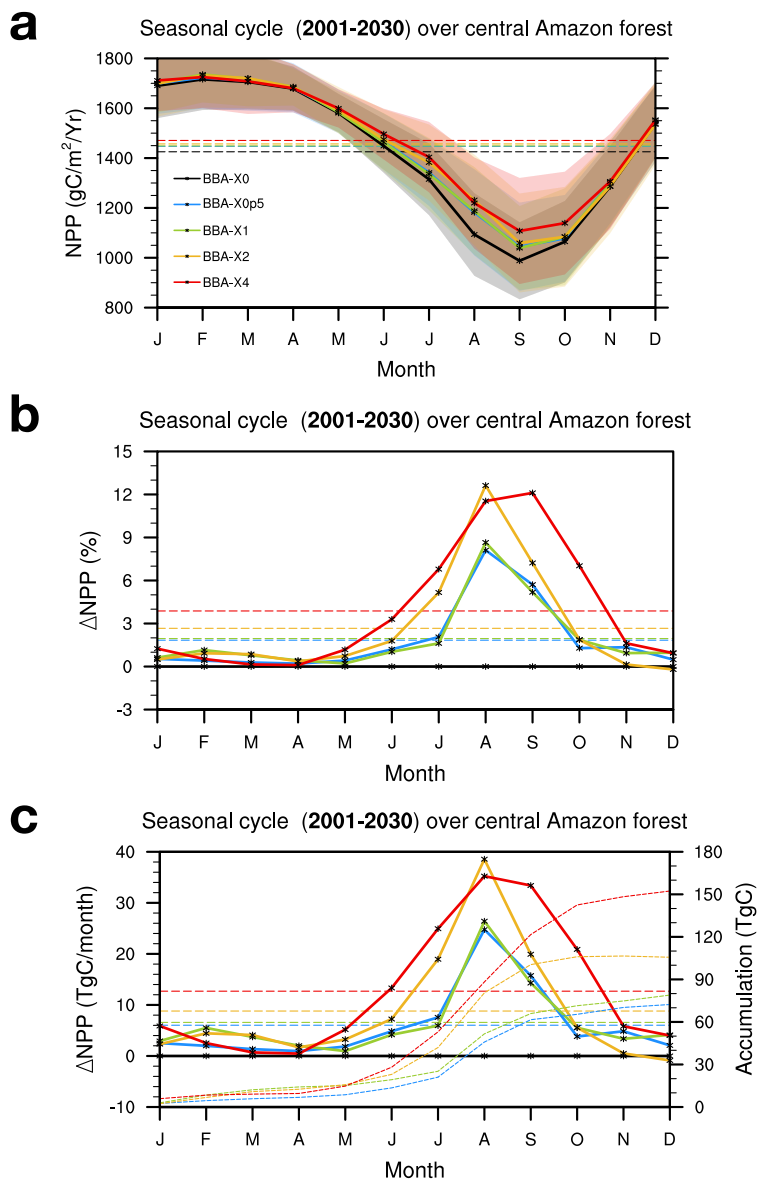 a
Seasonal cycle (2001-2030) over central Amazon forest
NPP (gC/m²/Yr)
1800
1600
1400
1200
1000
800
BBA-X0
BBA-X0p5
BBA-X1
BBA-X2
BBA-X4
J F M A M J J A S O N D
Month
b
Seasonal cycle (2001-2030) over central Amazon forest
ΔNPP (%)
15
12
9
6
3
0
-3
J F M A M J J A S O N D
Month
c
Seasonal cycle (2001-2030) over central Amazon forest
ΔNPP (TgC/month)
40
30
20
10
0
-10
180
150
120
90
60
30
0
Accumulation (TgC)
J F M A M J J A S O N D
Month